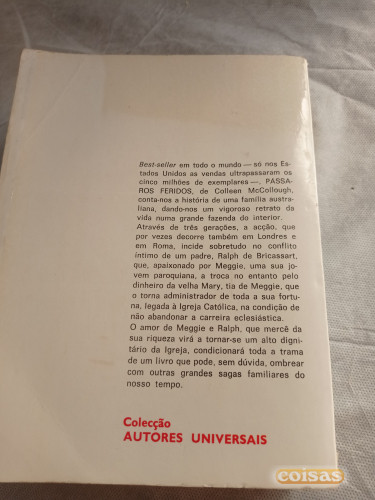 Best-seller em todo o mundo — só nos Es-
tados Unidos as vendas ultrapassaram os
cinco milhões de exemplares —, PÁSSA-
ROS FERIDOS, de Colleen McCollough,
conta-nos a história de uma família austra-
liana, dando-nos um vigoroso retrato da
vida numa grande fazenda do interior.
Através de três gerações, a acção, que
por vezes decorre também em Londres e
em Roma, incide sobretudo no conflito
íntimo de um padre, Ralph de Bricassart,
que, apaixonado por Meggie, uma sua jo-
vem paroquiana, a troca no entanto pelo
dinheiro da velha Mary, tia de Meggie, que
o torna administrador de toda a sua fortu-
na, legada à Igreja Católica, na condição de
não abandonar a carreira eclesiástica.
O amor de Meggie e Ralph, que mercê da
sua riqueza virá a tornar-se um alto digni-
tário da Igreja, condicionará toda a trama
de um livro que pode, sem dúvida, ombrear
com outras grandes sagas familiares do
nosso tempo.
Colecção
AUTORES UNIVERSAIS
coisas